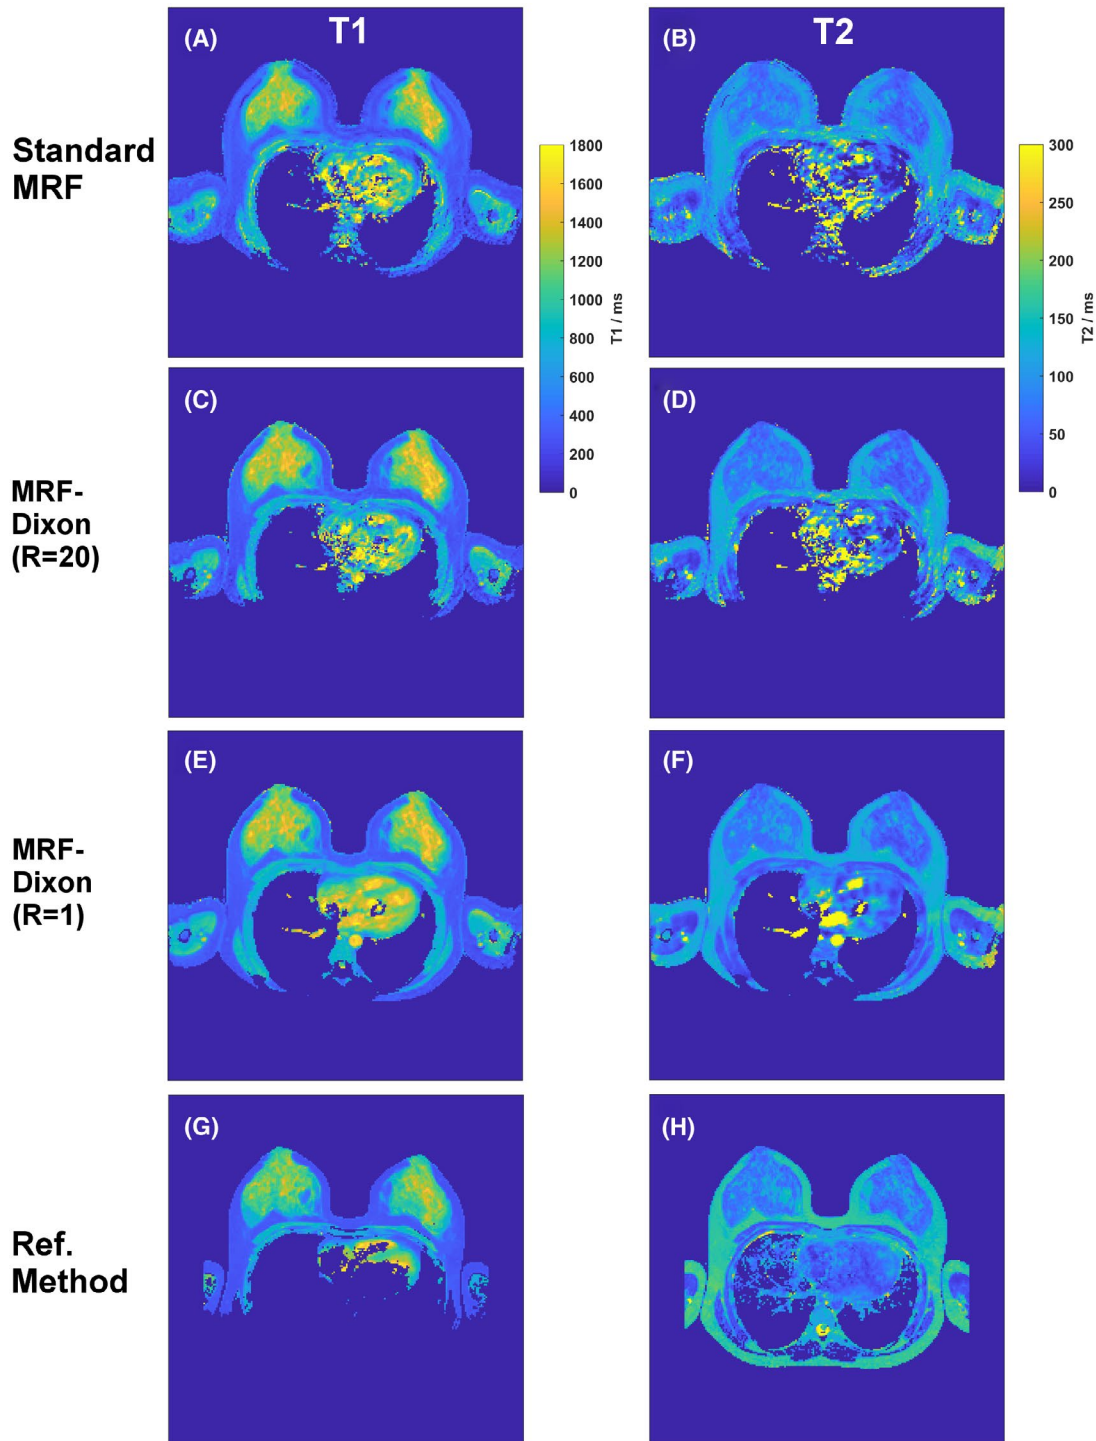 T1
T2
(A)
(B)
Standard
MRF
1800
1600
1400
1200
1000
800
600
400
200
0
T1 / ms
300
250
200
150
100
50
0
T2 / ms
(C)
(D)
MRF-
Dixon
(R=20)
(E)
(F)
MRF-
Dixon
(R=1)
(G)
(H)
Ref.
Method